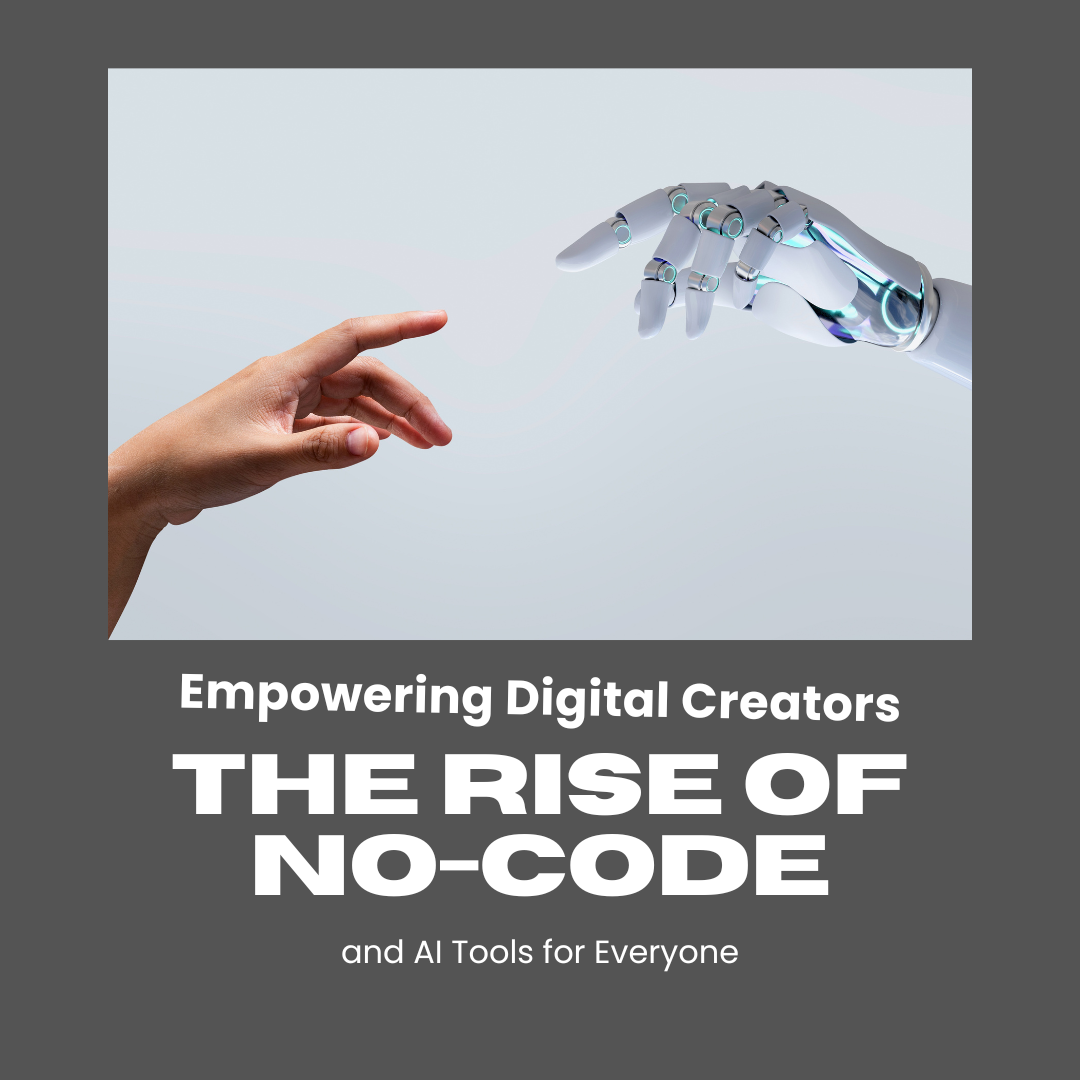 Empowering Digital Creators
THE RISE OF
NO-CODE
and AI Tools for Everyone